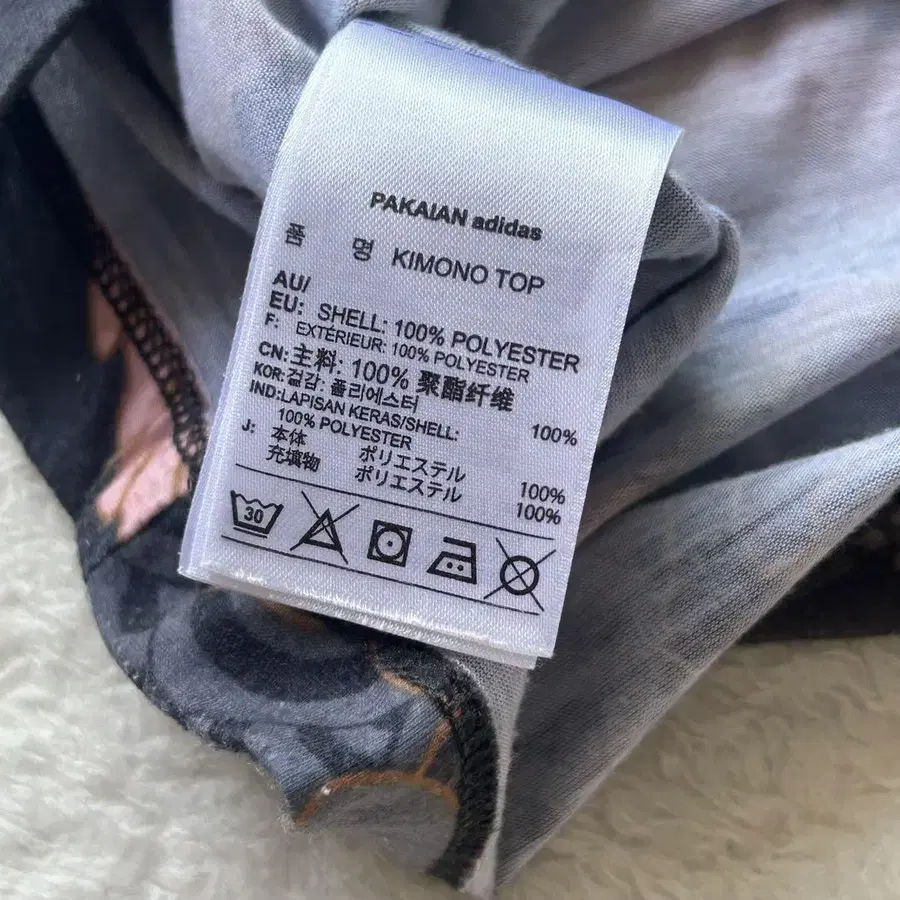 PAKAIAN adidas
품 명 KIMONO TOP
AU/
EU: SHELL: 100% POLYESTER
F: EXTÉRIEUR: 100% POLYESTER
CN: 主料: 100% 聚酯纤维
KOR: 겉감: 폴리에스터 100%
IND: LAPISAN KERAS/SHELL:
100% POLYESTER
J: 本体 ポリエステル 100%
充填物 ポリエステル 100%
30